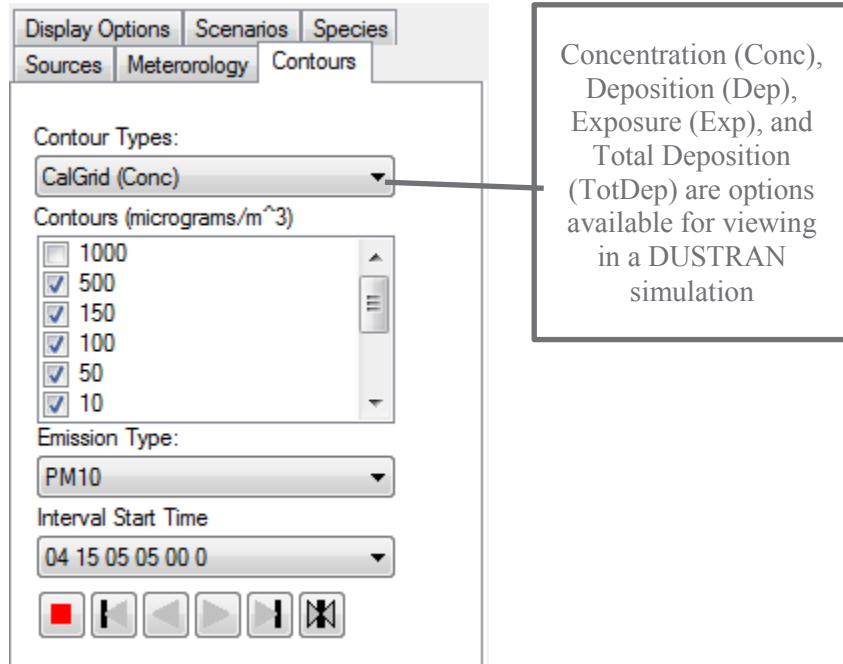 Display Options Scenarios Species
Sources Meterorology Contours
Contour Types:
CalGrid (Conc)
Contours (micrograms/m^3)
1000
500
150
100
50
10
Emission Type:
PM10
Interval Start Time
04 15 05 05 00 0
Concentration (Conc),
Deposition (Dep),
Exposure (Exp), and
Total Deposition
(TotDep) are options
available for viewing
in a DUSTRAN
simulation